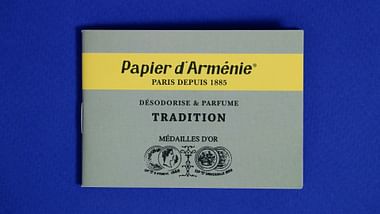 Papier d'Arménie®
PARIS DEPUIS 1885
DÉSODORISE & PARFUME
TRADITION
MÉDAILLES D'OR